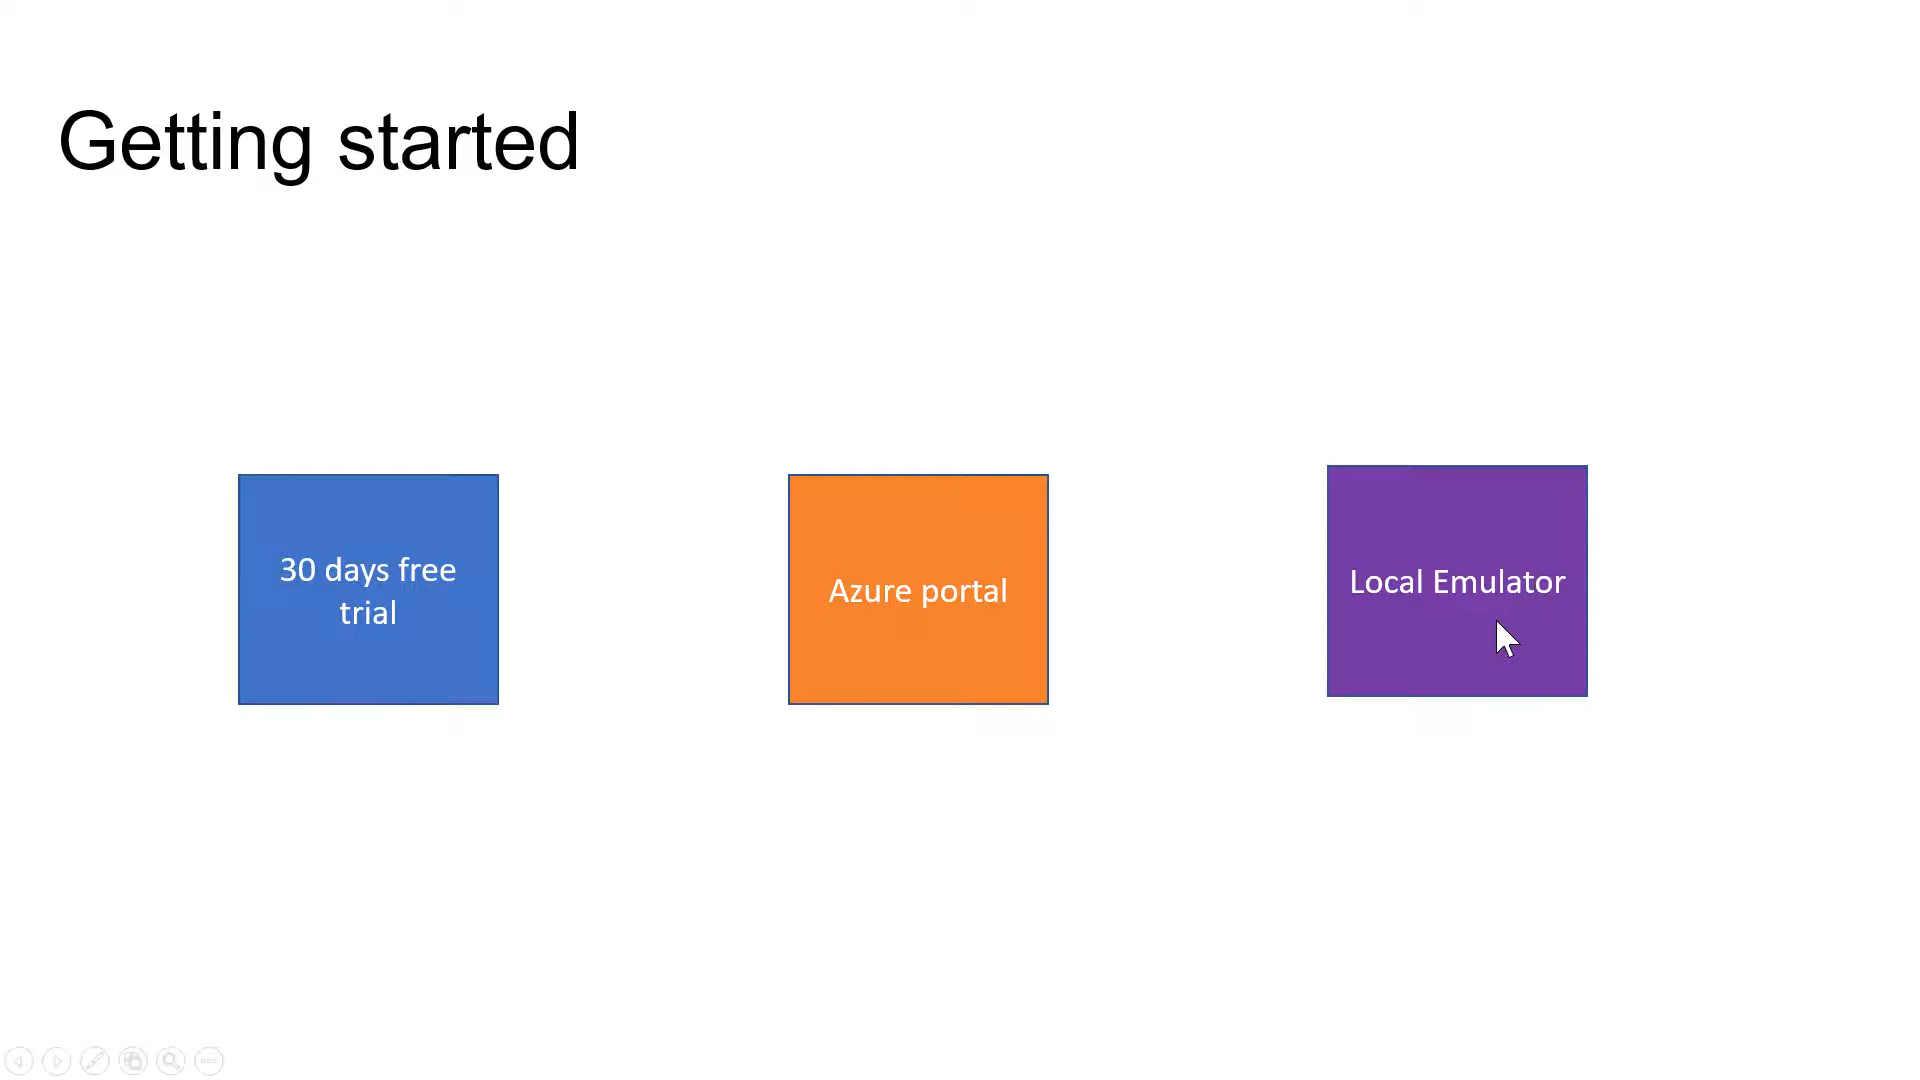 Getting started
30 days free
trial
Azure portal
Local Emulator